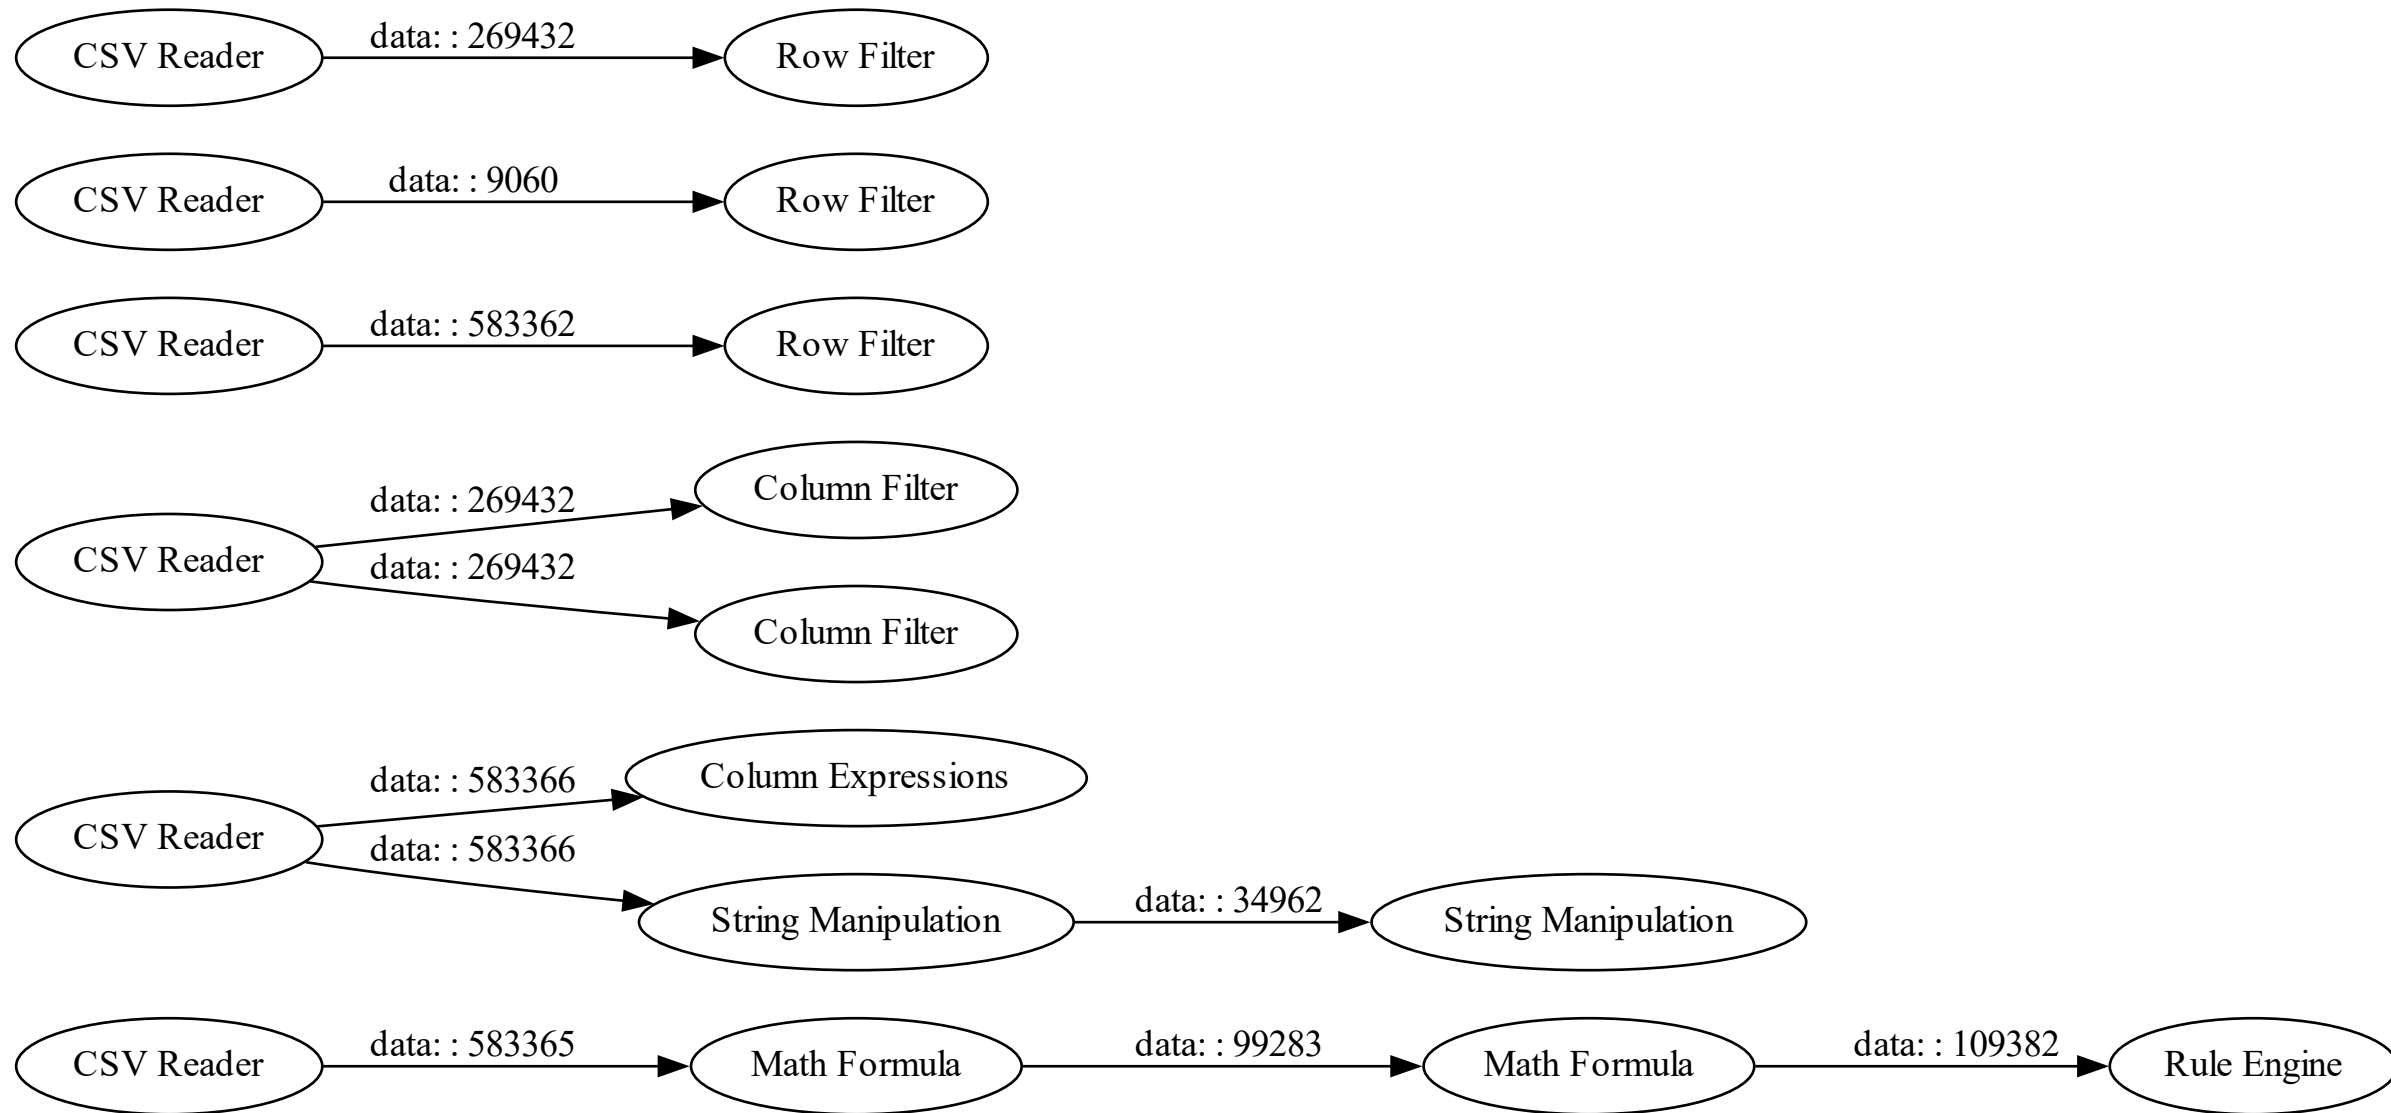 CSV Reader data: : 269432 Row Filter
CSV Reader data: : 9060 Row Filter
CSV Reader data: : 583362 Row Filter
CSV Reader
data: : 269432 Column Filter
data: : 269432 Column Filter
CSV Reader
data: : 583366 Column Expressions
data: : 583366 String Manipulation data: : 34962 String Manipulation
CSV Reader data: : 583365 Math Formula data: : 99283 Math Formula data: : 109382 Rule Engine